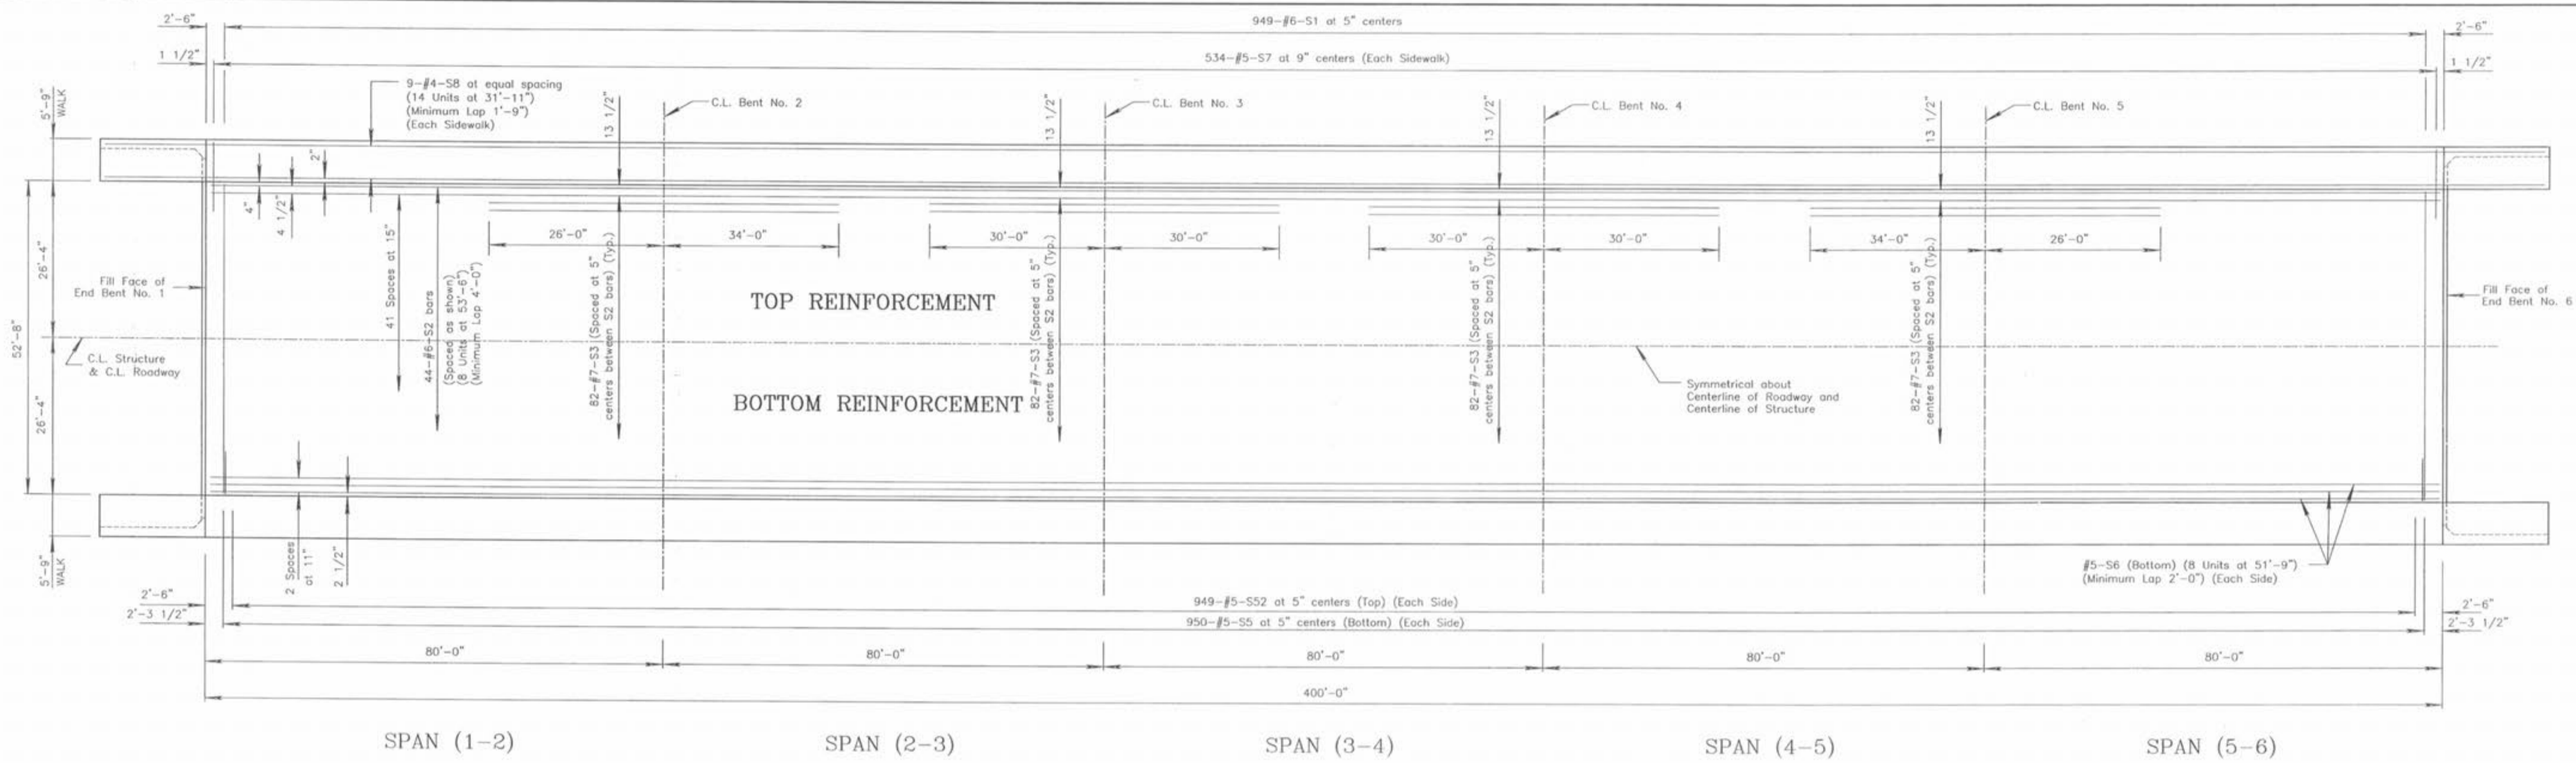 2'-6"
949-#6-S1 at 5" centers
2'-6"
1 1/2"
534-#5-S7 at 9" centers (Each Sidewalk)
1 1/2"
9-#4-S8 at equal spacing
(14 Units at 31'-11")
(Minimum Lap 1'-9")
(Each Sidewalk)
5'-9"
WALK
13 1/2"
C.L. Bent No. 2
13 1/2"
C.L. Bent No. 3
13 1/2"
C.L. Bent No. 4
13 1/2"
C.L. Bent No. 5
2"
4"
4 1/2"
26'-0"
34'-0"
30'-0"
30'-0"
30'-0"
30'-0"
34'-0"
26'-0"
52'-8"
26'-4"
26'-4"
Fill Face of
End Bent No. 1
C.L. Structure
& C.L. Roadway
41 Spaces at 15"
44-#6-S2 bars
(Spaced as shown)
(8 Units at 53'-6")
(Minimum Lap 4'-0")
82-#7-S3 (Spaced at 5"
centers between S2 bars) (Typ.)
TOP REINFORCEMENT
BOTTOM REINFORCEMENT
82-#7-S3 (Spaced at 5"
centers between S2 bars) (Typ.)
82-#7-S3 (Spaced at 5"
centers between S2 bars) (Typ.)
82-#7-S3 (Spaced at 5"
centers between S2 bars) (Typ.)
Symmetrical about
Centerline of Roadway and
Centerline of Structure
Fill Face of
End Bent No. 6
5'-9"
WALK
2 Spaces
at 11"
2 1/2"
#5-S6 (Bottom) (8 Units at 51'-9")
(Minimum Lap 2'-0") (Each Side)
2'-6"
949-#5-S52 at 5" centers (Top) (Each Side)
2'-6"
2'-3 1/2"
950-#5-S5 at 5" centers (Bottom) (Each Side)
2'-3 1/2"
80'-0"
80'-0"
80'-0"
80'-0"
80'-0"
400'-0"
SPAN (1-2)
SPAN (2-3)
SPAN (3-4)
SPAN (4-5)
SPAN (5-6)